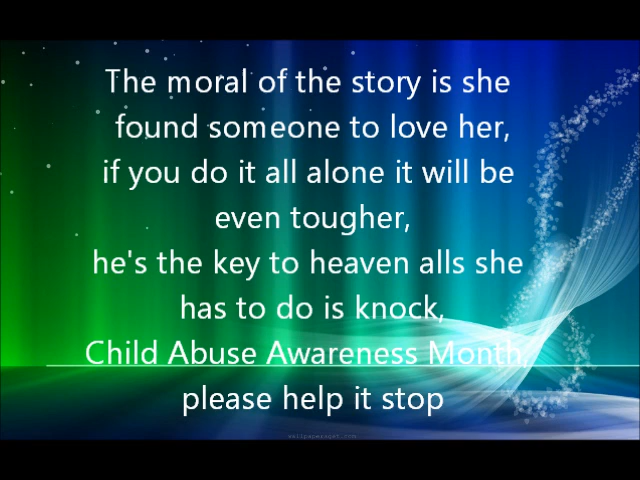 The moral of the story is she
found someone to love her,
if you do it all alone it will be
even tougher,
he's the key to heaven alls she
has to do is knock,
Child Abuse Awareness Month,
please help it stop